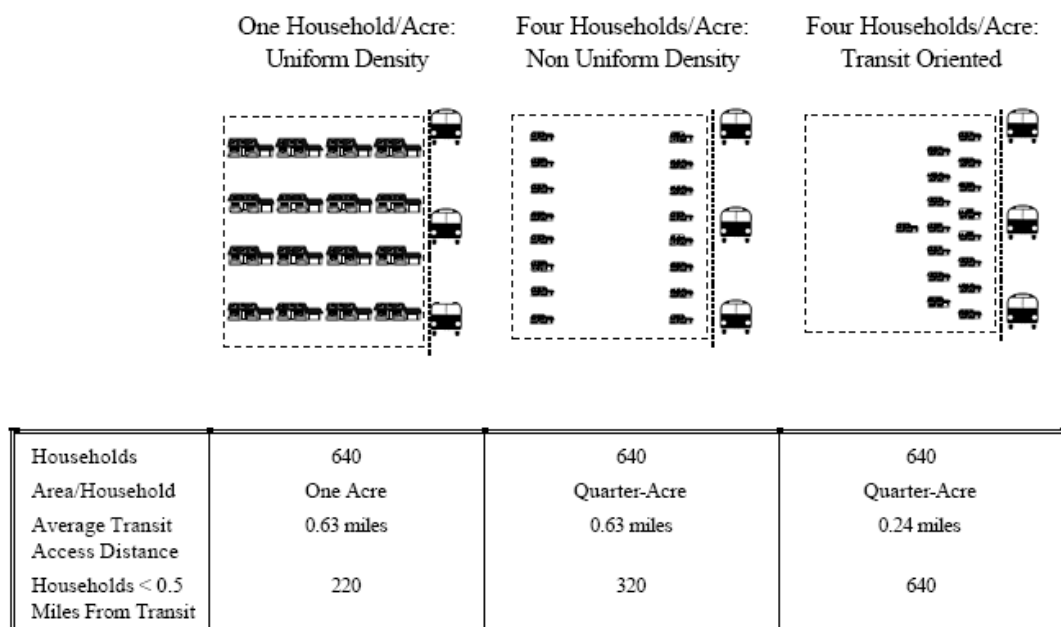 One Household/Acre:
Uniform Density
Four Households/Acre:
Non Uniform Density
Four Households/Acre:
Transit Oriented
Households 640 640 640
Area/Household One Acre Quarter-Acre Quarter-Acre
Average Transit 0.63 miles 0.63 miles 0.24 miles
Access Distance
Households < 0.5 220 320 640
Miles From Transit